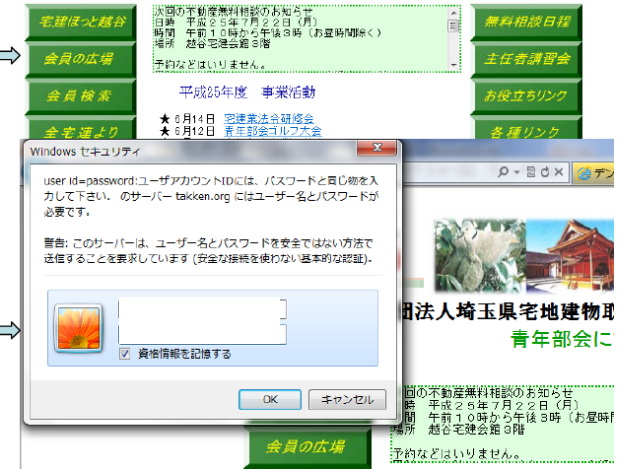 宅建ほっと越谷
会員の広場
会員検索
全宅連より
次回の不動産無料相談のお知らせ
日時　平成２５年７月２２日（月）
時間　午前１０時から午後３時（お昼時間除く）
場所　越谷宅建会館３階
予約などはいりません。
平成25年度　事業活動
★ 6月14日　宅建業法令研修会
★ 6月12日　青年部会ゴルフ大会
無料相談日程
主任者講習会
お役立ちリンク
各種リンク
Windows セキュリティ
user id=password:ユーザアカウントIDには、パスワードと同じ物を入
力して下さい。 のサーバー takken.org にはユーザー名とパスワードが
必要です。
警告: このサーバーは、ユーザー名とパスワードを安全ではない方法で
送信することを要求しています (安全な接続を使わない基本的な認証)。
資格情報を記憶する
OK
キャンセル
デン
団法人埼玉県宅地建物取
青年部会に
回の不動産無料相談のお知らせ
時　平成２５年７月２２日（月）
間　午前１０時から午後３時（お昼時
場所　越谷宅建会館３階
予約などはいりません。
会員の広場